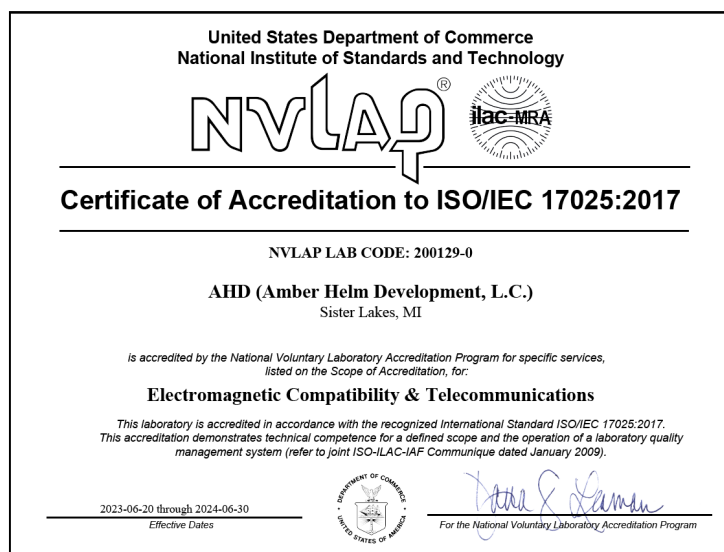 United States Department of Commerce
National Institute of Standards and Technology
NVLAP®
ilac-MRA
Certificate of Accreditation to ISO/IEC 17025:2017
NVLAP LAB CODE: 200129-0
AHD (Amber Helm Development, L.C.)
Sister Lakes, MI
is accredited by the National Voluntary Laboratory Accreditation Program for specific services,
listed on the Scope of Accreditation, for:
Electromagnetic Compatibility & Telecommunications
This laboratory is accredited in accordance with the recognized International Standard ISO/IEC 17025:2017.
This accreditation demonstrates technical competence for a defined scope and the operation of a laboratory quality
management system (refer to joint ISO-ILAC-IAF Communique dated January 2009).
2023-06-20 through 2024-06-30
Effective Dates
DEPARTMENT OF COMMERCE
UNITED STATES OF AMERICA
For the National Voluntary Laboratory Accreditation Program